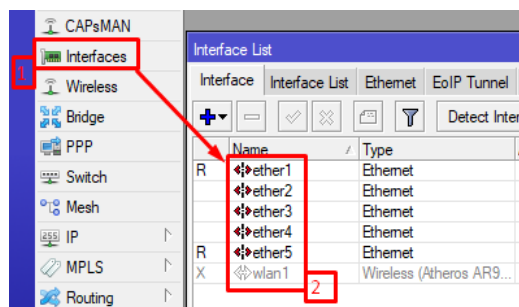 CAPsMAN
Interfaces
Wireless
Bridge
PPP
Switch
Mesh
IP
MPLS
Routing
1
255
Interface List
Interface Interface List Ethernet EoIP Tunnel
Detect Inter
Name Type
R ether1 Ethernet
ether2 Ethernet
ether3 Ethernet
ether4 Ethernet
R ether5 Ethernet
X wlan1 Wireless (Atheros AR9...
2